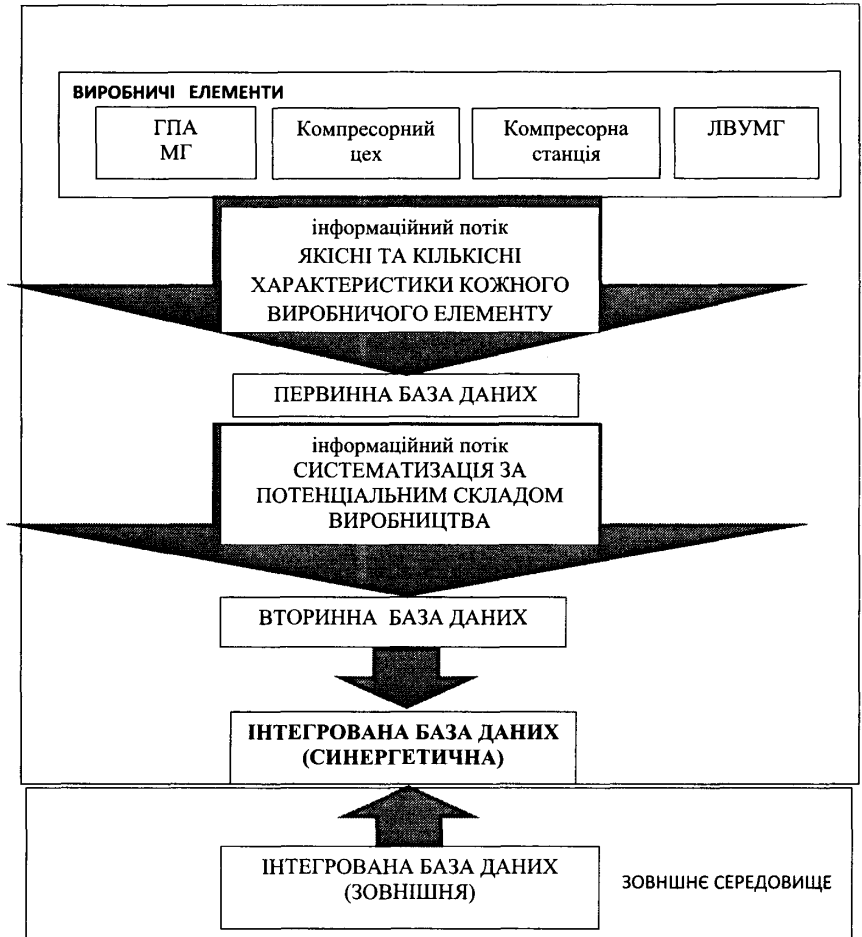 ВИРОБНИЧІ ЕЛЕМЕНТИ
ГПА
МГ
Компресорний
цех
Компресорна
станція
ЛВУМГ
інформаційний потік
ЯКІСНІ ТА КІЛЬКІСНІ
ХАРАКТЕРИСТИКИ КОЖНОГО
ВИРОБНИЧОГО ЕЛЕМЕНТУ
ПЕРВИННА БАЗА ДАНИХ
інформаційний потік
СИСТЕМАТИЗАЦІЯ ЗА
ПОТЕНЦІАЛЬНИМ СКЛАДОМ
ВИРОБНИЦТВА
ВТОРИННА БАЗА ДАНИХ
ІНТЕГРОВАНА БАЗА ДАНИХ
(СИНЕРГЕТИЧНА)
ІНТЕГРОВАНА БАЗА ДАНИХ
(ЗОВНІШНЯ)
ЗОВНШНЄ СЕРЕДОВИЩЕ